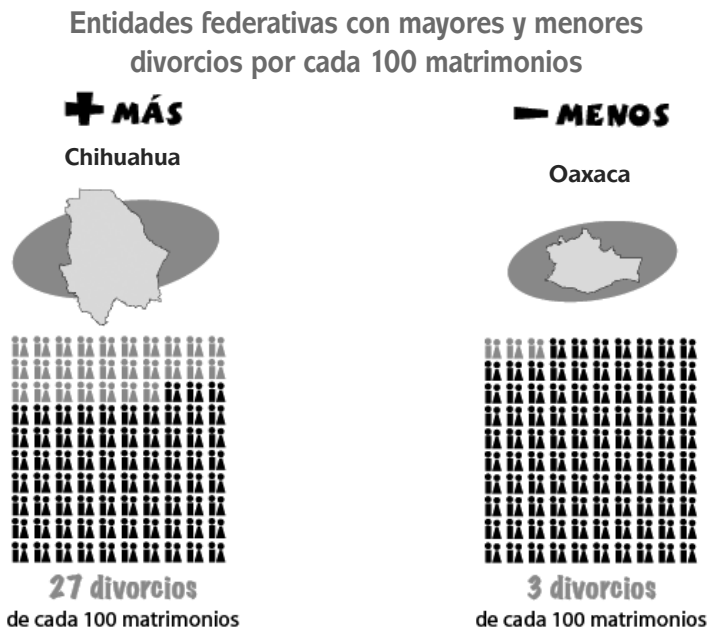 Entidades federativas con mayores y menores
divorcios por cada 100 matrimonios
+ MÁS
Chihuahua
27 divorcios
de cada 100 matrimonios
− MENOS
Oaxaca
3 divorcios
de cada 100 matrimonios